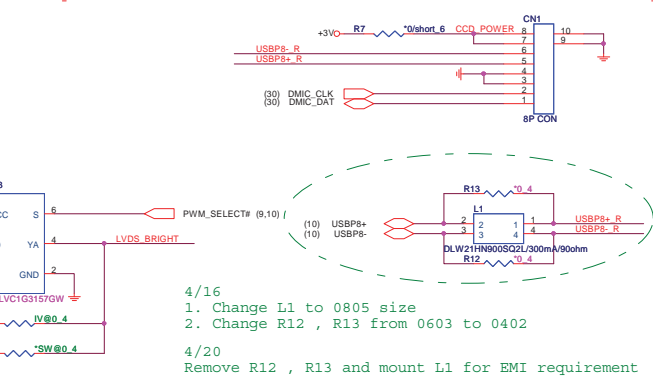 CN1
+3V R7 *0/short_6 CCD_POWER 8 10
7 9
USBP8-_R 6
USBP8+_R 5
4
3
(30) DMIC_CLK 2
(30) DMIC_DAT 1
8P CON
3
CC S 6 PWM_SELECT# (9,10)
YA 4 LVDS_BRIGHT
GND 2
LVC1G3157GW
IV@0_4
*SW@0_4
R13 *0_4
L1
(10) USBP8+ 2 2 1 1 USBP8+_R
(10) USBP8- 3 3 4 4 USBP8-_R
DLW21HN900SQ2L/300mA/90ohm
R12 *0_4
4/16
1. Change L1 to 0805 size
2. Change R12 , R13 from 0603 to 0402
4/20
Remove R12 , R13 and mount L1 for EMI requirement